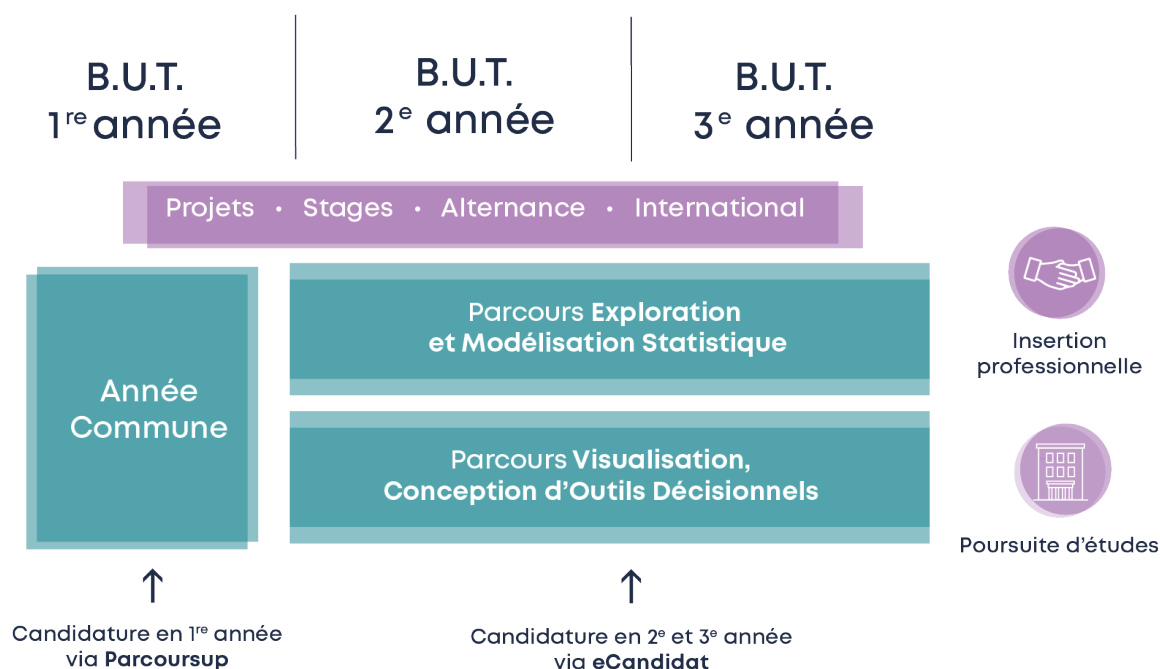 B.U.T.
1re année
B.U.T.
2e année
B.U.T.
3e année
Projets • Stages • Alternance • International
Année
Commune
Parcours Exploration
et Modélisation Statistique
Parcours Visualisation,
Conception d'Outils Décisionnels
Insertion
professionnelle
Poursuite d'études
Candidature en 1re année
via Parcoursup
Candidature en 2e et 3e année
via eCandidat